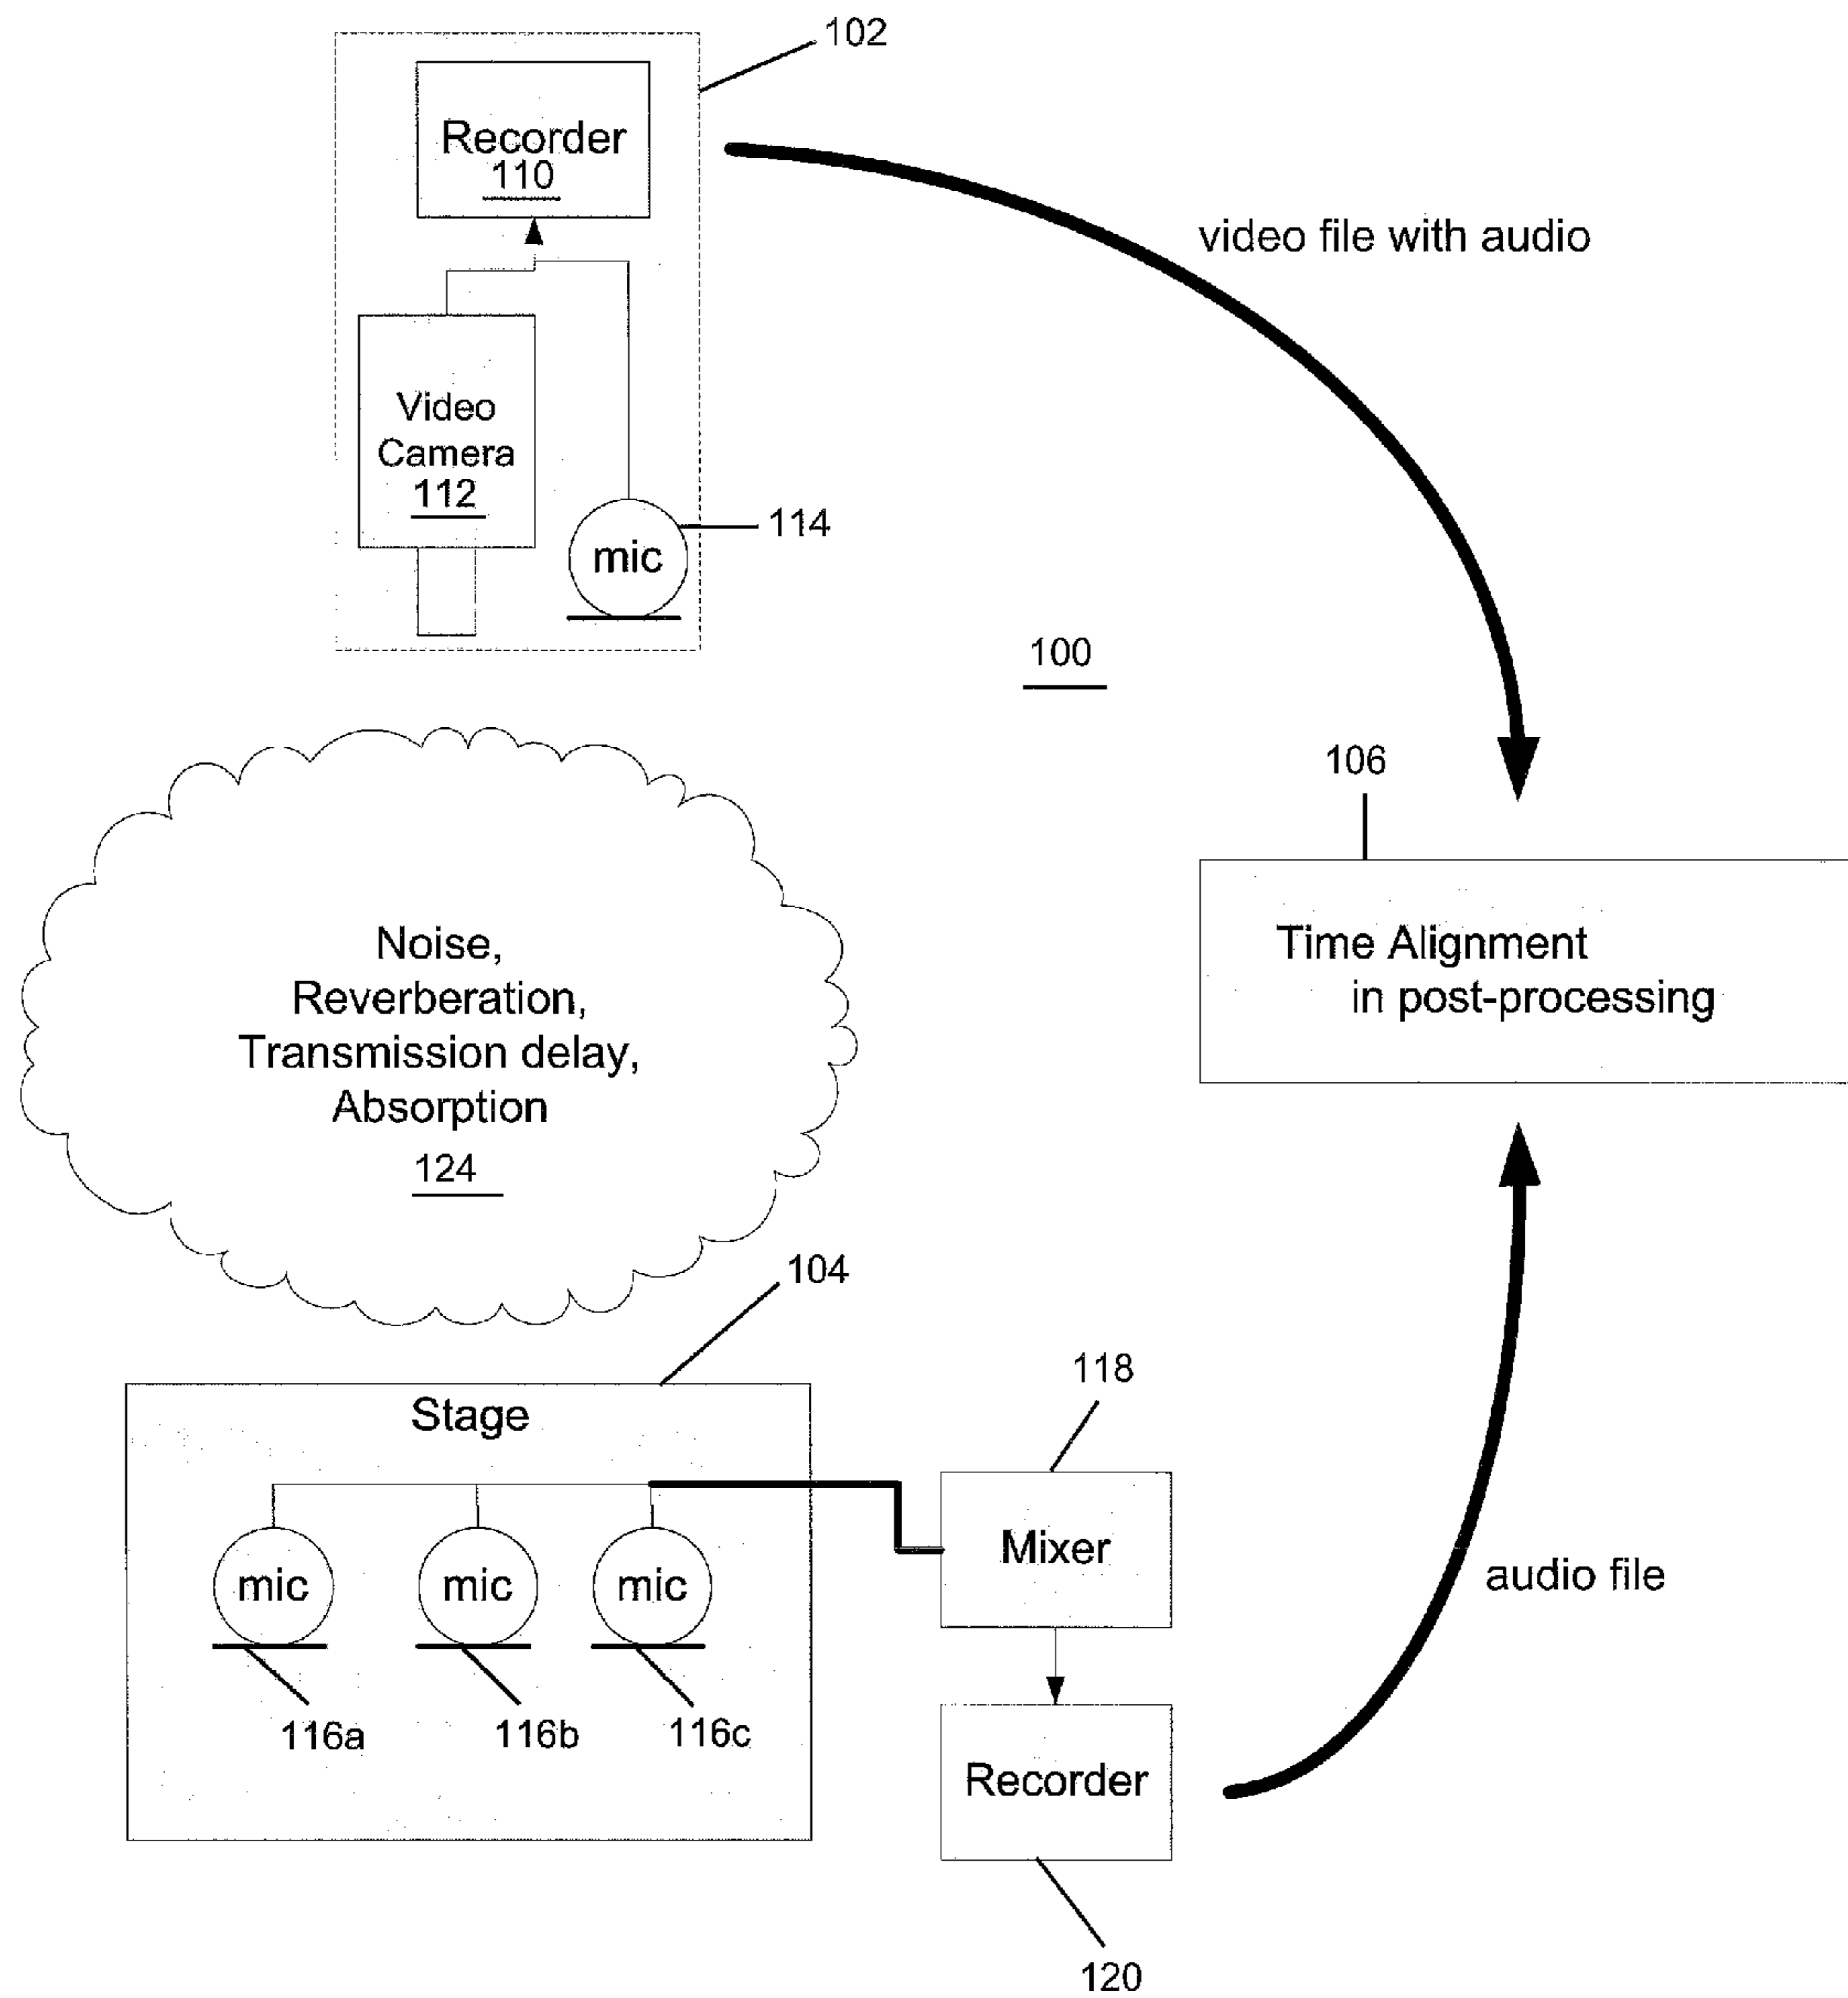 102
Recorder
110
video file with audio
Video
Camera
112
114
mic
100
106
Time Alignment
in post-processing
Noise,
Reverberation,
Transmission delay,
Absorption
124
104
Stage
118
mic
mic
mic
Mixer
audio file
116a
116b
116c
Recorder
120